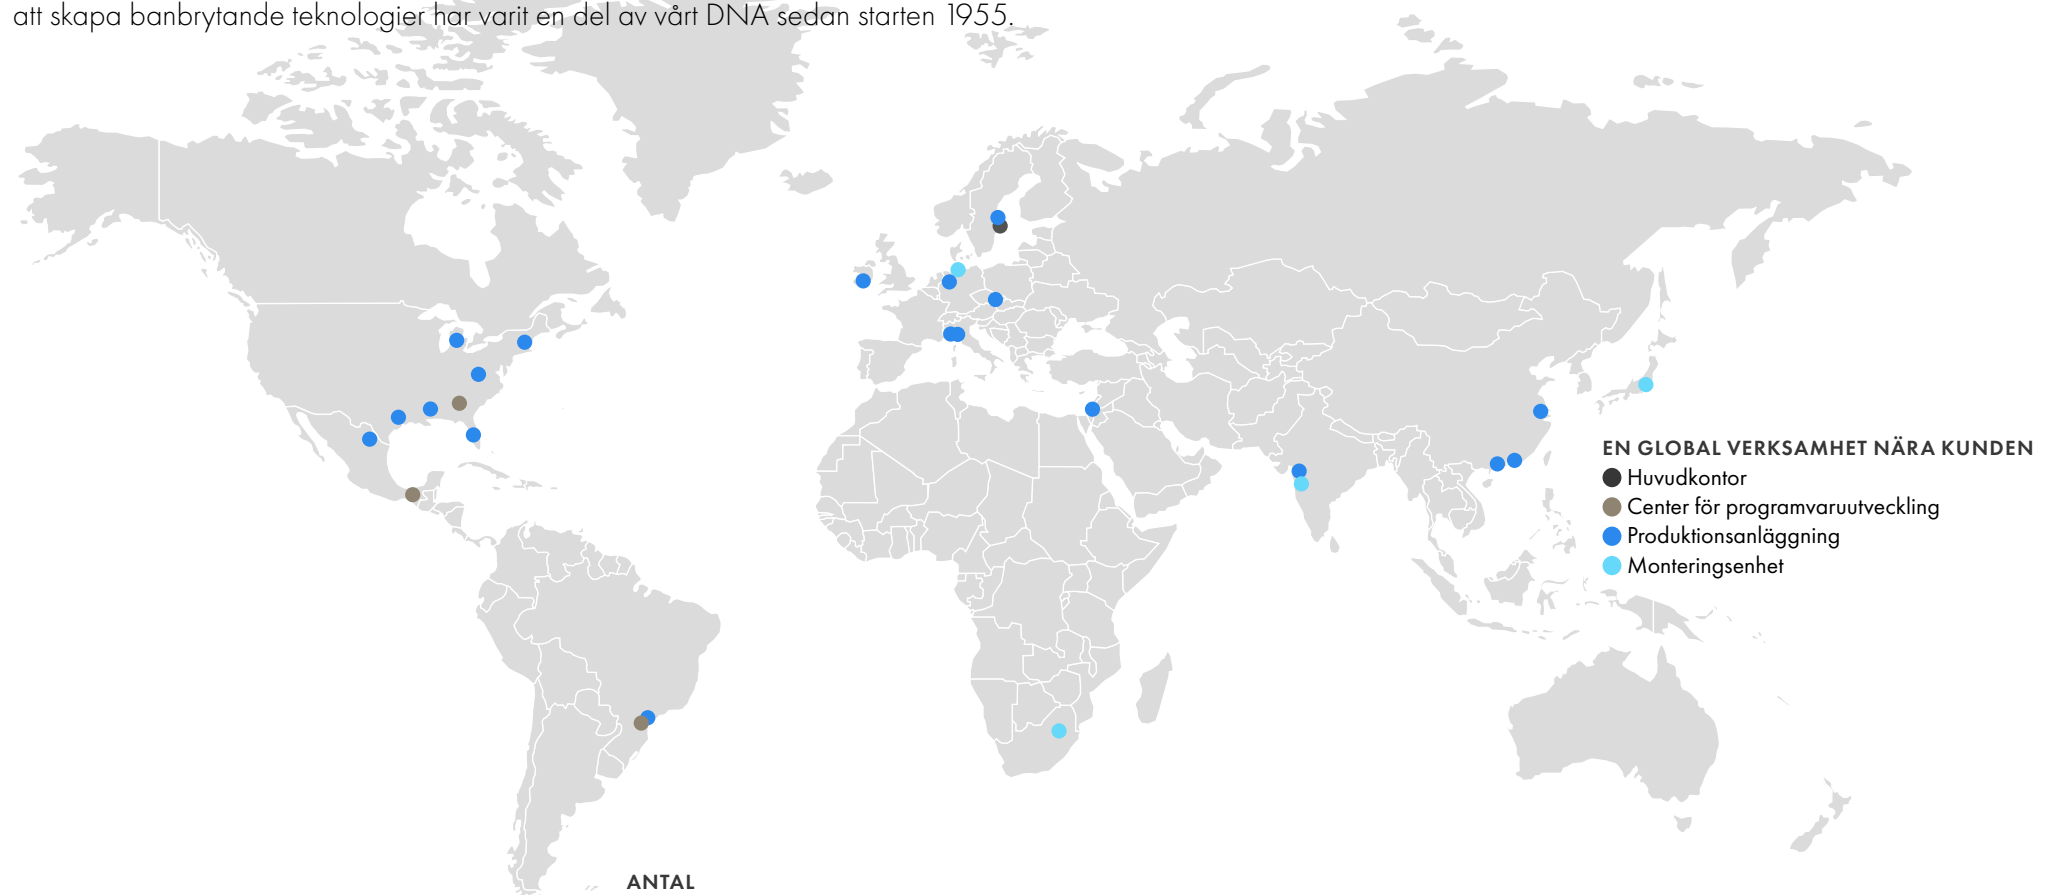 att skapa banbrytande teknologier har varit en del av vårt DNA sedan starten 1955.
EN GLOBAL VERKSAMHET NÄRA KUNDEN
Huvudkontor
Center för programvaruutveckling
Produktionsanläggning
Monteringsenhet
ANTAL